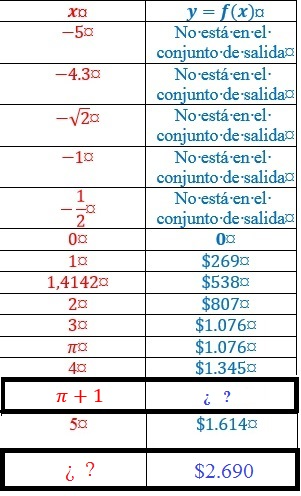 x¤ y = f(x)¤
−5¤ No·está·en·el·
conjunto·de·salida¤
−4.3¤ No·está·en·el·
conjunto·de·salida¤
−√2¤ No·está·en·el·
conjunto·de·salida¤
−1¤ No·está·en·el·
conjunto·de·salida¤
−1/2¤ No·está·en·el·
conjunto·de·salida¤
0¤ 0¤
1¤ $269¤
1,4142¤ $538¤
2¤ $807¤
3¤ $1.076¤
π¤ $1.076¤
4¤ $1.345¤
π + 1 ¿ ?
5¤ $1.614¤
¿ ? $2.690